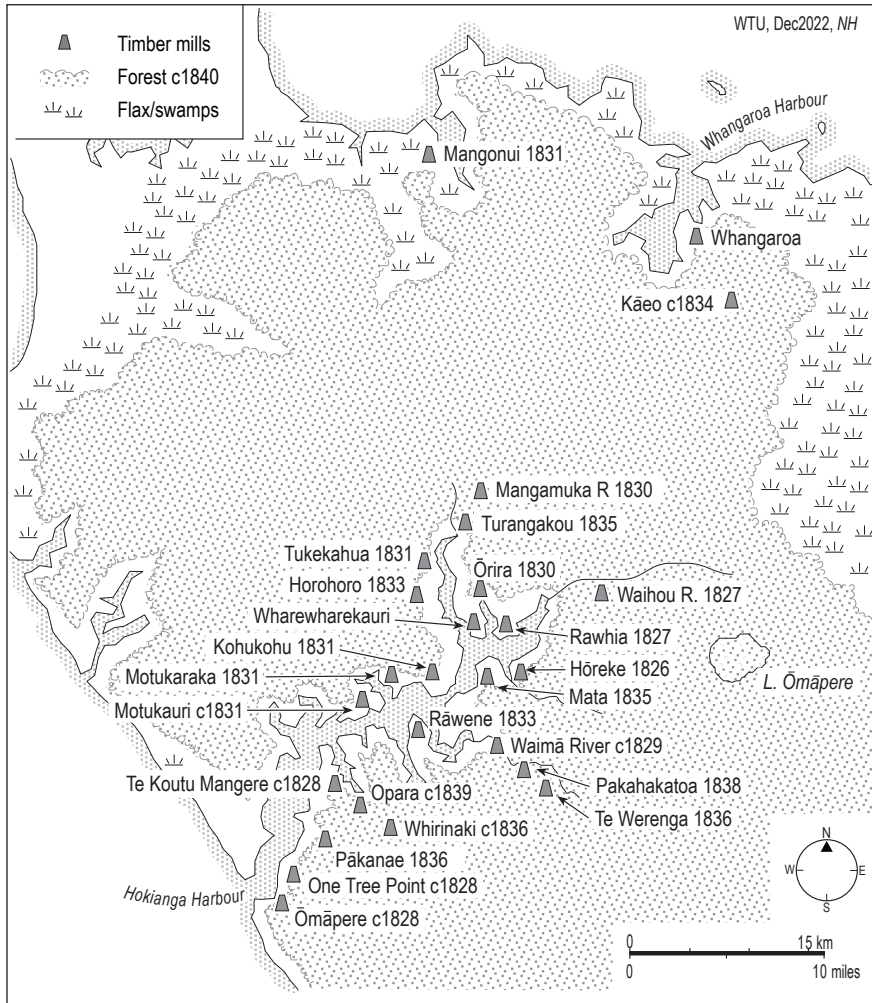 WTU, Dec2022, NH
Timber mills
Forest c1840
Flax/swamps
Whangaroa Harbour
Mangonui 1831
Whangaroa
Kāeo c1834
Mangamuka R 1830
Turangakou 1835
Tukekahua 1831
Ōrira 1830
Horohoro 1833
Waihou R. 1827
Wharewharekauri
Rawhia 1827
Kohukohu 1831
Motukaraka 1831
Hōreke 1826
L. Ōmāpere
Mata 1835
Motukauri c1831
Rāwene 1833
Waimā River c1829
Te Koutu Mangere c1828
Pakahakatoa 1838
Opara c1839
Te Werenga 1836
Whirinaki c1836
Pākanae 1836
N
W
E
S
One Tree Point c1828
Hokianga Harbour
Ōmāpere c1828
0
15 km
0
10 miles